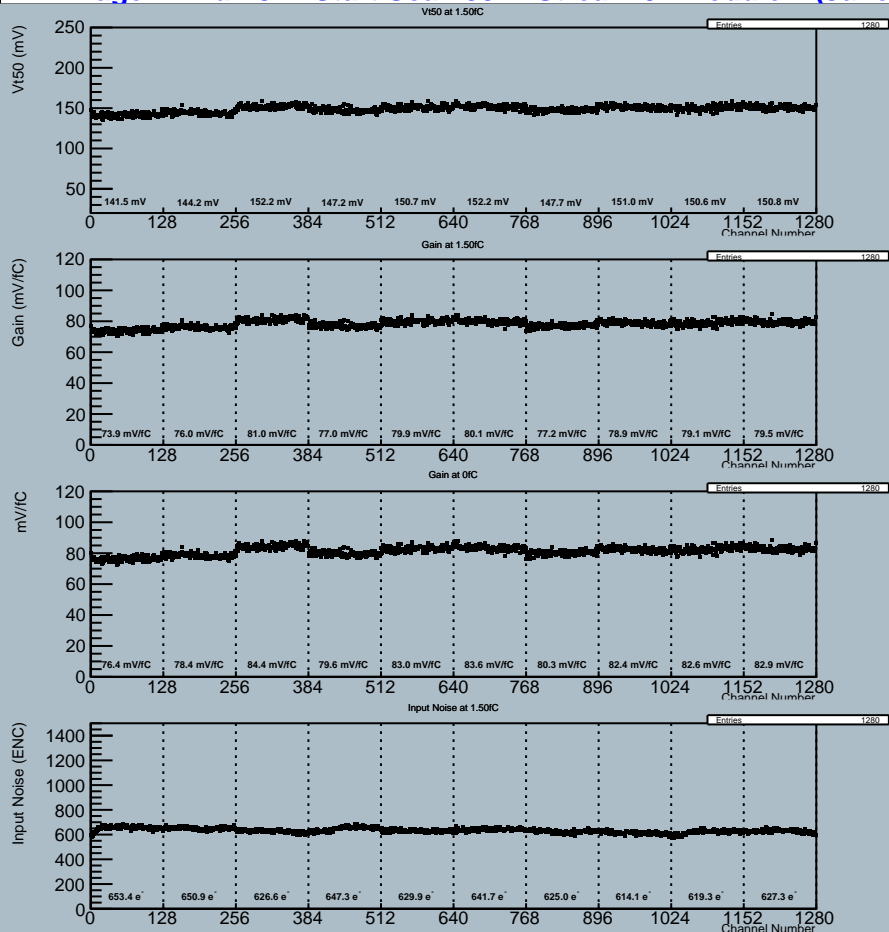 Vt50 at 1.50fC
Entries 1280
Vt50 (mV)
250
200
150
100
50
141.5 mV 144.2 mV 152.2 mV 147.2 mV 150.7 mV 152.2 mV 147.7 mV 151.0 mV 150.6 mV 150.8 mV
0 128 256 384 512 640 768 896 1024 1152 1280
Channel Number
Gain at 1.50fC
Entries 1280
Gain (mV/fC)
120
100
80
60
40
20
0
73.9 mV/fC 76.0 mV/fC 81.0 mV/fC 77.0 mV/fC 79.9 mV/fC 80.1 mV/fC 77.2 mV/fC 78.9 mV/fC 79.1 mV/fC 79.5 mV/fC
0 128 256 384 512 640 768 896 1024 1152 1280
Channel Number
Gain at 0fC
Entries 1280
mV/fC
120
100
80
60
40
20
0
76.4 mV/fC 78.4 mV/fC 84.4 mV/fC 79.6 mV/fC 83.0 mV/fC 83.6 mV/fC 80.3 mV/fC 82.4 mV/fC 82.6 mV/fC 82.9 mV/fC
0 128 256 384 512 640 768 896 1024 1152 1280
Channel Number
Input Noise at 1.50fC
Entries 1280
Input Noise (ENC)
1400
1200
1000
800
600
400
200
0
653.4 e⁻ 650.9 e⁻ 626.6 e⁻ 647.3 e⁻ 629.9 e⁻ 641.7 e⁻ 625.0 e⁻ 614.1 e⁻ 619.3 e⁻ 627.3 e⁻
0 128 256 384 512 640 768 896 1024 1152 1280
Channel Number